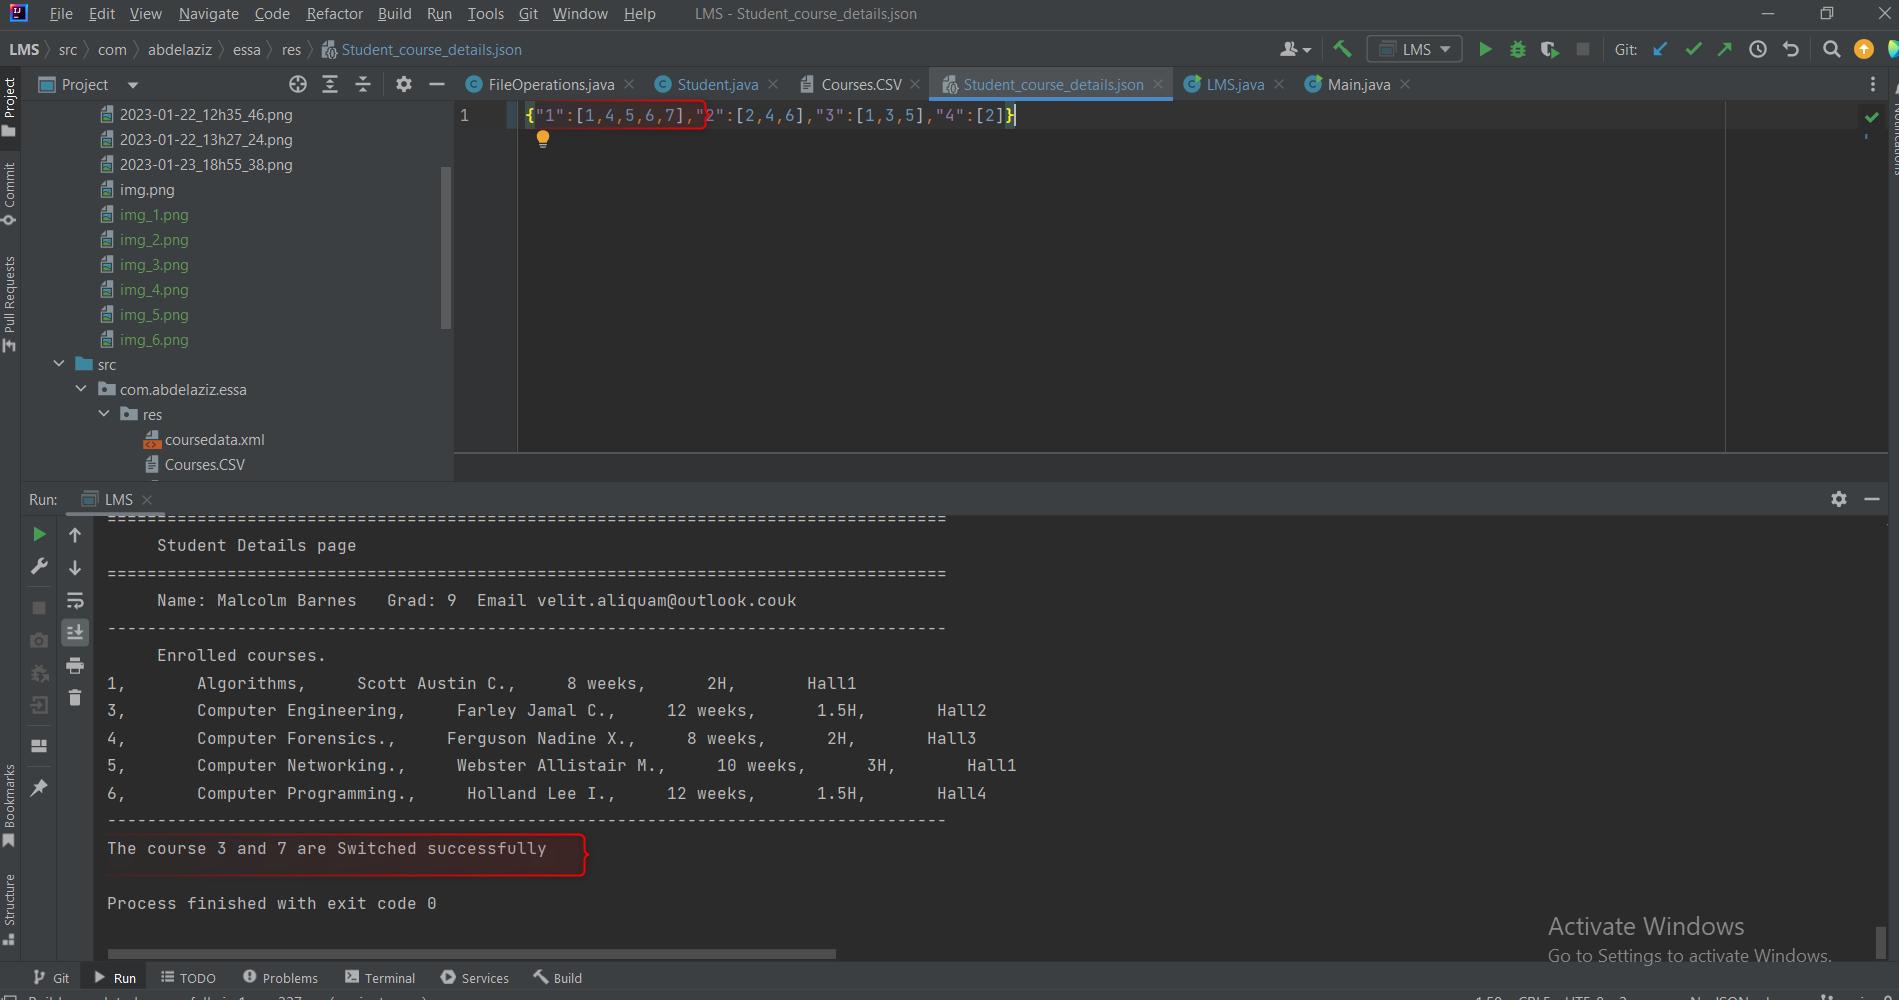 File Edit View Navigate Code Refactor Build Run Tools Git Window Help LMS - Student_course_details.json
LMS src com abdelaziz essa res Student_course_details.json LMS Git:
Project FileOperations.java Student.java Courses.CSV Student_course_details.json LMS.java Main.java
Project
Commit
Pull Requests
Bookmarks
Structure
Notifications
2023-01-22_12h35_46.png
2023-01-22_13h27_24.png
2023-01-23_18h55_38.png
img.png
img_1.png
img_2.png
img_3.png
img_4.png
img_5.png
img_6.png
src
com.abdelaziz.essa
res
coursedata.xml
Courses.CSV
1 {"1":[1,4,5,6,7],"2":[2,4,6],"3":[1,3,5],"4":[2]}
Run: LMS
====================================================================================
Student Details page
====================================================================================
Name: Malcolm Barnes Grad: 9 Email velit.aliquam@outlook.couk
------------------------------------------------------------------------------------
Enrolled courses.
1, Algorithms, Scott Austin C., 8 weeks, 2H, Hall1
3, Computer Engineering, Farley Jamal C., 12 weeks, 1.5H, Hall2
4, Computer Forensics., Ferguson Nadine X., 8 weeks, 2H, Hall3
5, Computer Networking., Webster Allistair M., 10 weeks, 3H, Hall1
6, Computer Programming., Holland Lee I., 12 weeks, 1.5H, Hall4
------------------------------------------------------------------------------------
The course 3 and 7 are Switched successfully
Process finished with exit code 0
Activate Windows
Go to Settings to activate Windows.
Git Run TODO Problems Terminal Services Build